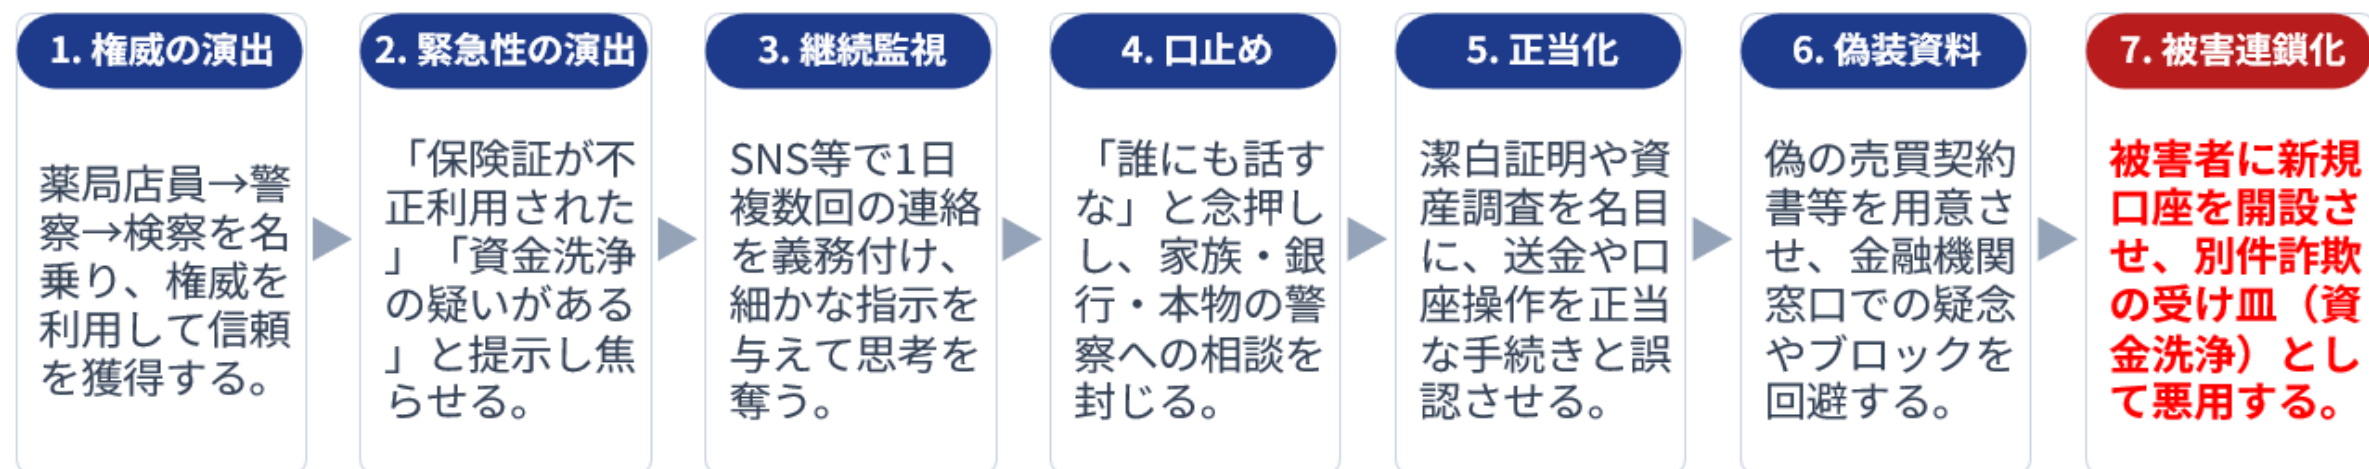 1. 権威の演出
薬局店員→警
察→検察を名
乗り、権威を
利用して信頼
を獲得する。
2. 緊急性の演出
「保険証が不
正利用された
」「資金洗浄
の疑いがある
」と提示し焦
らせる。
3. 継続監視
SNS等で1日
複数回の連絡
を義務付け、
細かな指示を
与えて思考を
奪う。
4. 口止め
「誰にも話す
な」と念押し
し、家族・銀
行・本物の警
察への相談を
封じる。
5. 正当化
潔白証明や資
産調査を名目
に、送金や口
座操作を正当
な手続きと誤
認させる。
6. 偽装資料
偽の売買契約
書等を用意さ
せ、金融機関
窓口での疑念
やブロックを
回避する。
7. 被害連鎖化
被害者に新規
口座を開設さ
せ、別件詐欺
の受け皿（資
金洗浄）とし
て悪用する。